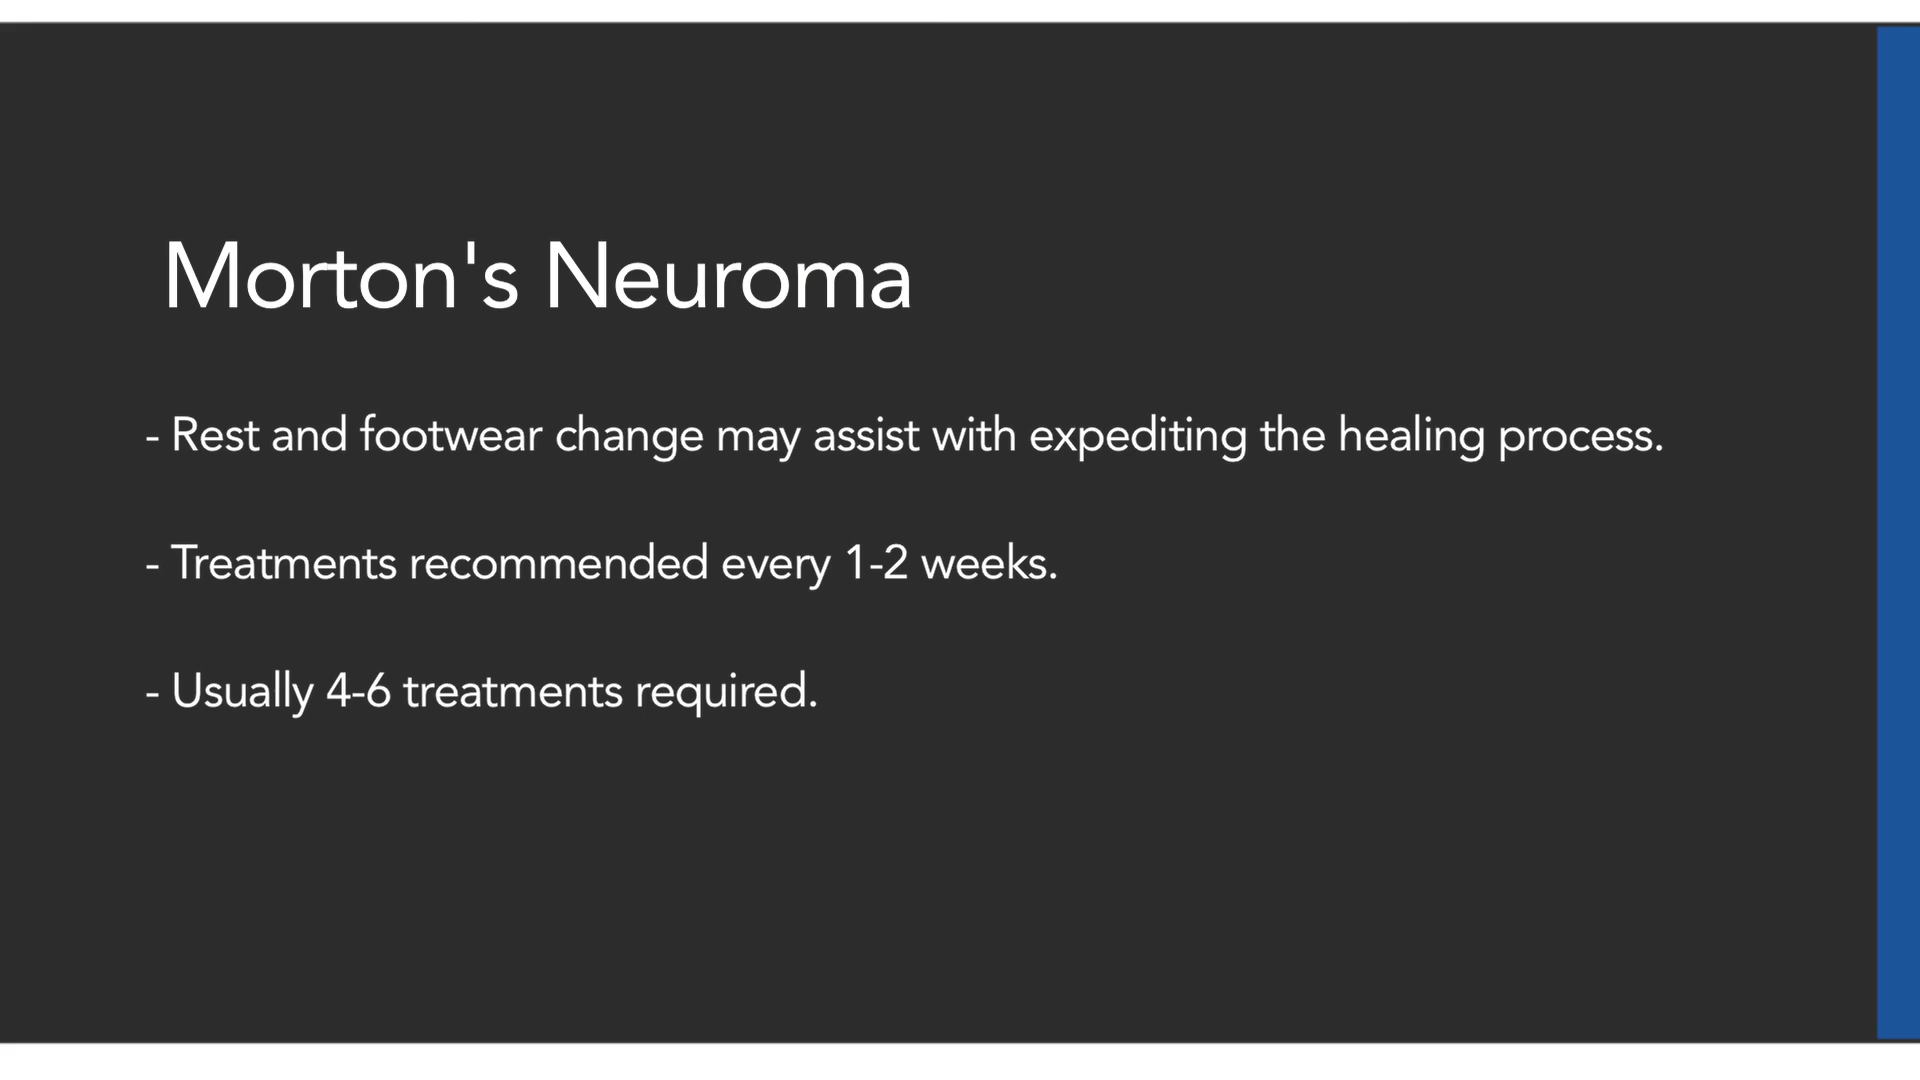 Morton's Neuroma
- Rest and footwear change may assist with expediting the healing process.
- Treatments recommended every 1-2 weeks.
- Usually 4-6 treatments required.